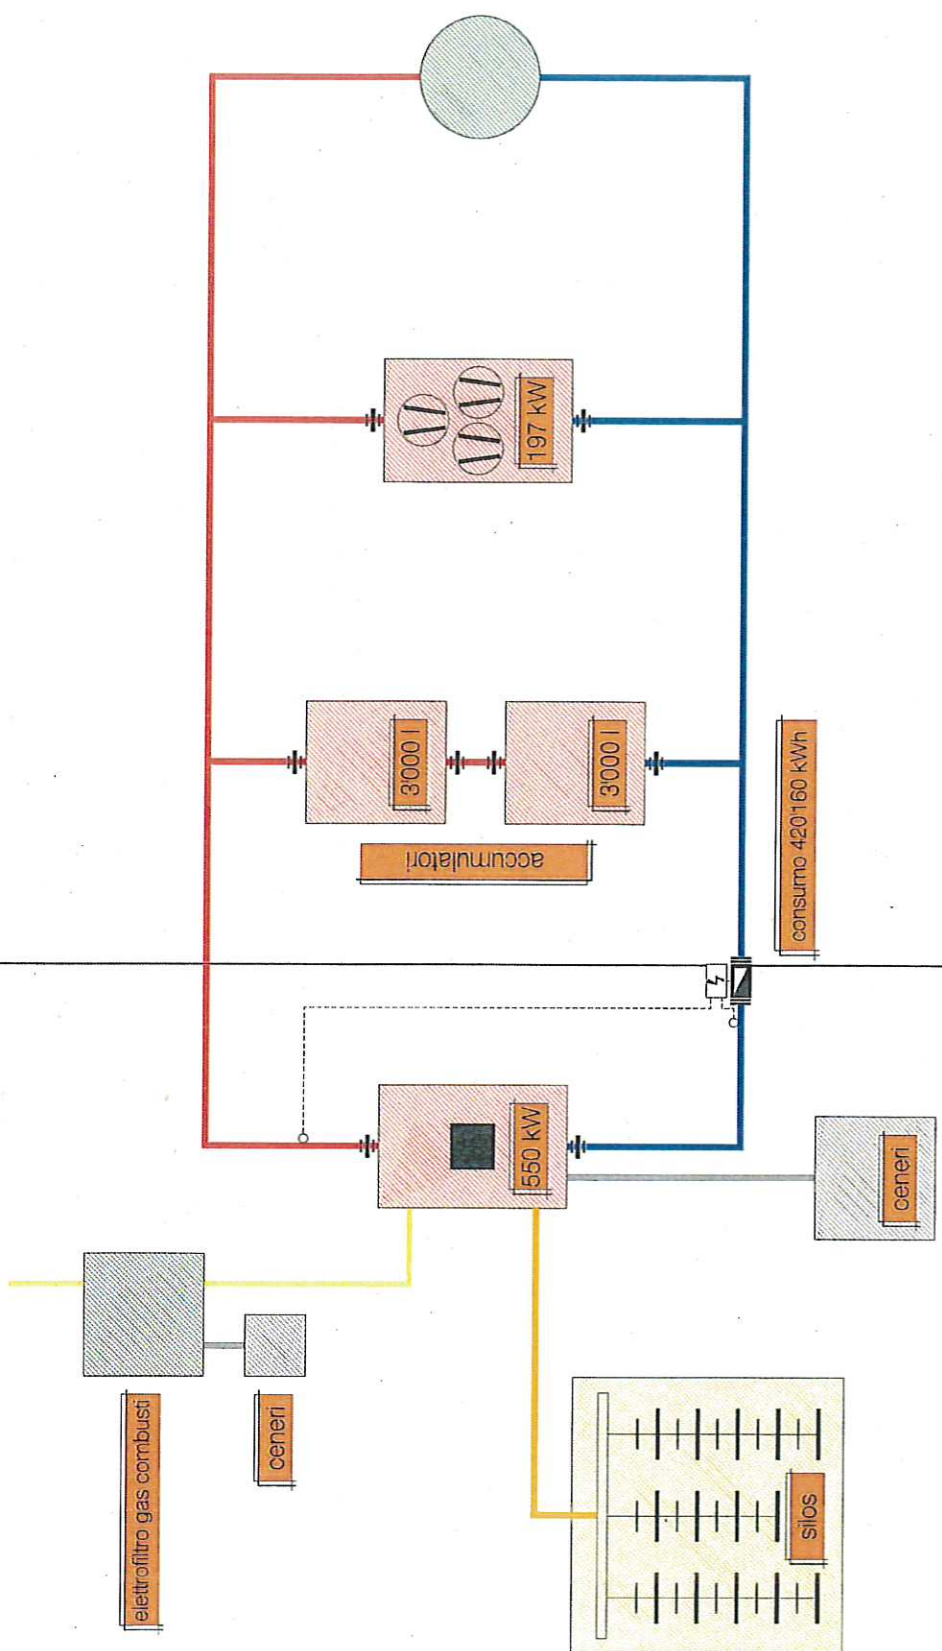 197 kW
3'000 l
3'000 l
accumulatori
consumo 420'160 kWh
550 kW
ceneri
elettrofiltro gas combusti
ceneri
silos